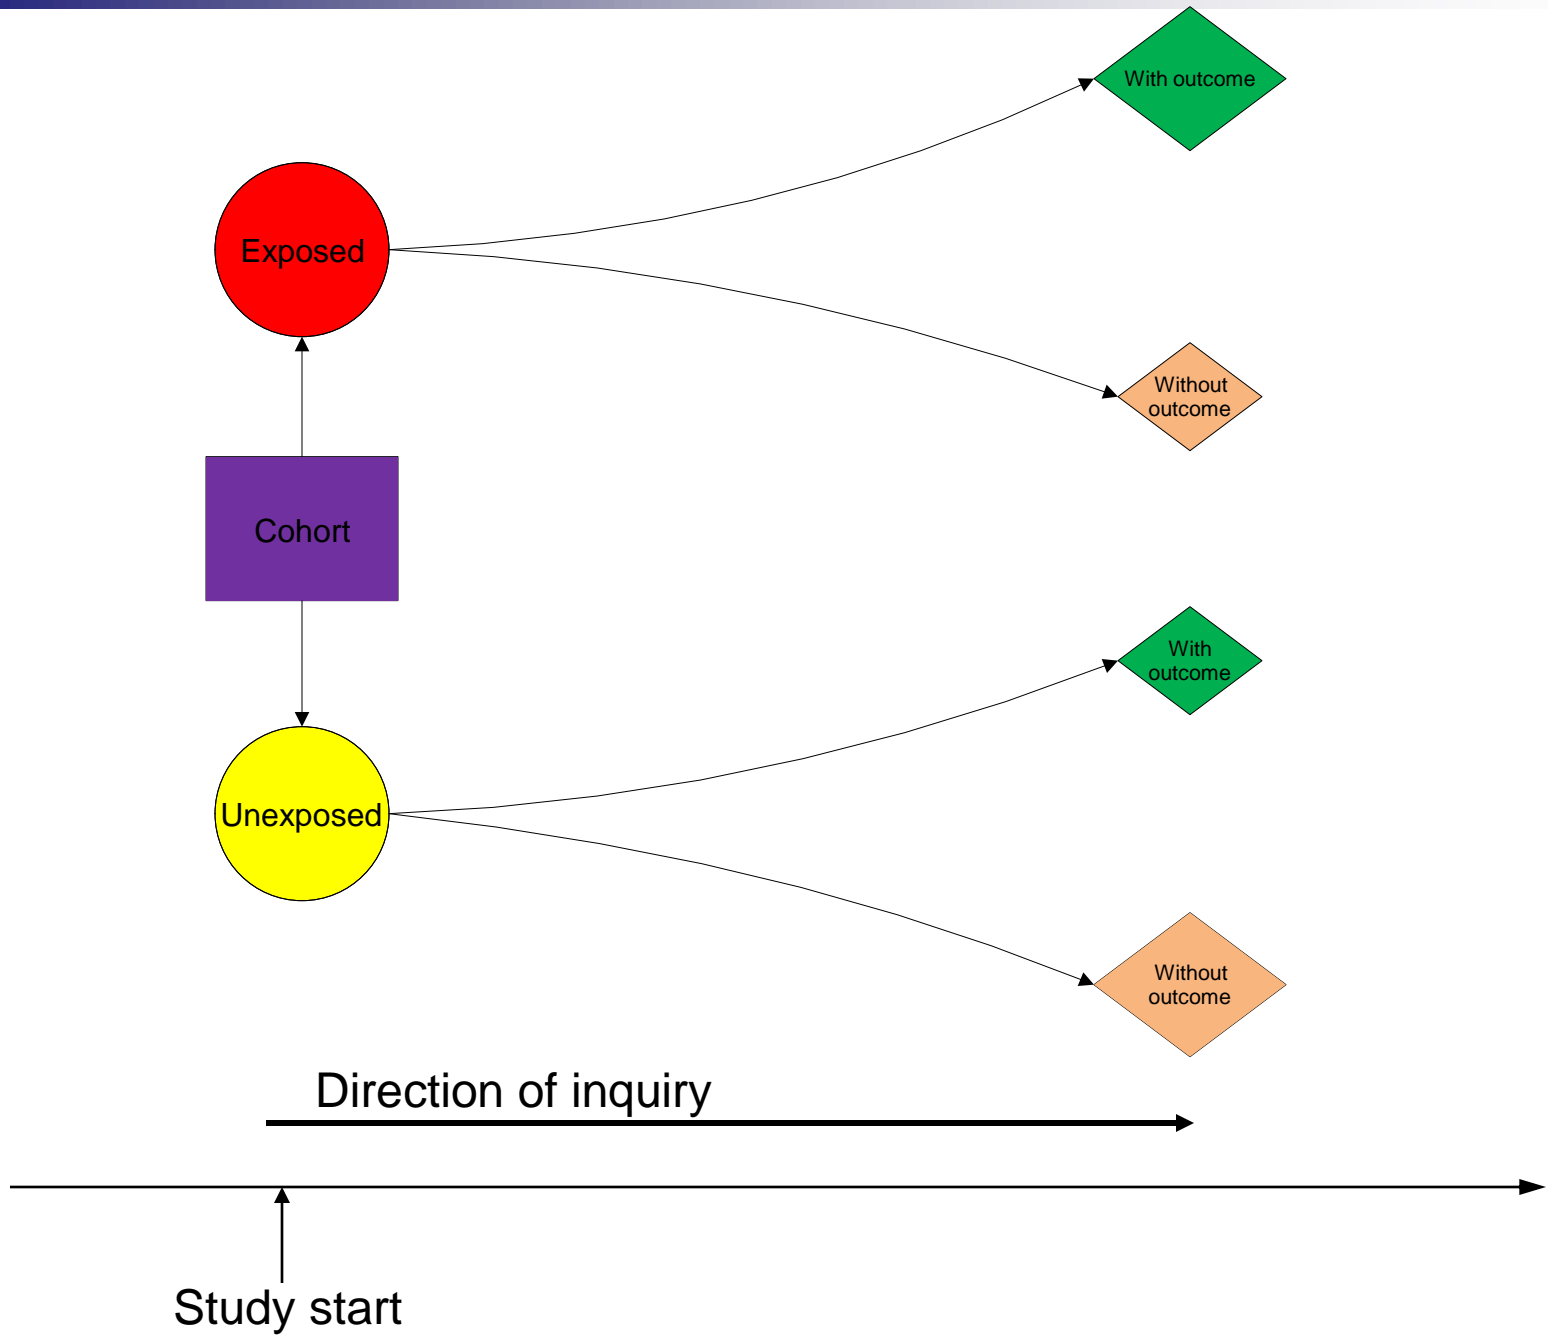 With outcome
Exposed
Without
outcome
Cohort
With
outcome
Unexposed
Without
outcome
Direction of inquiry
Study start